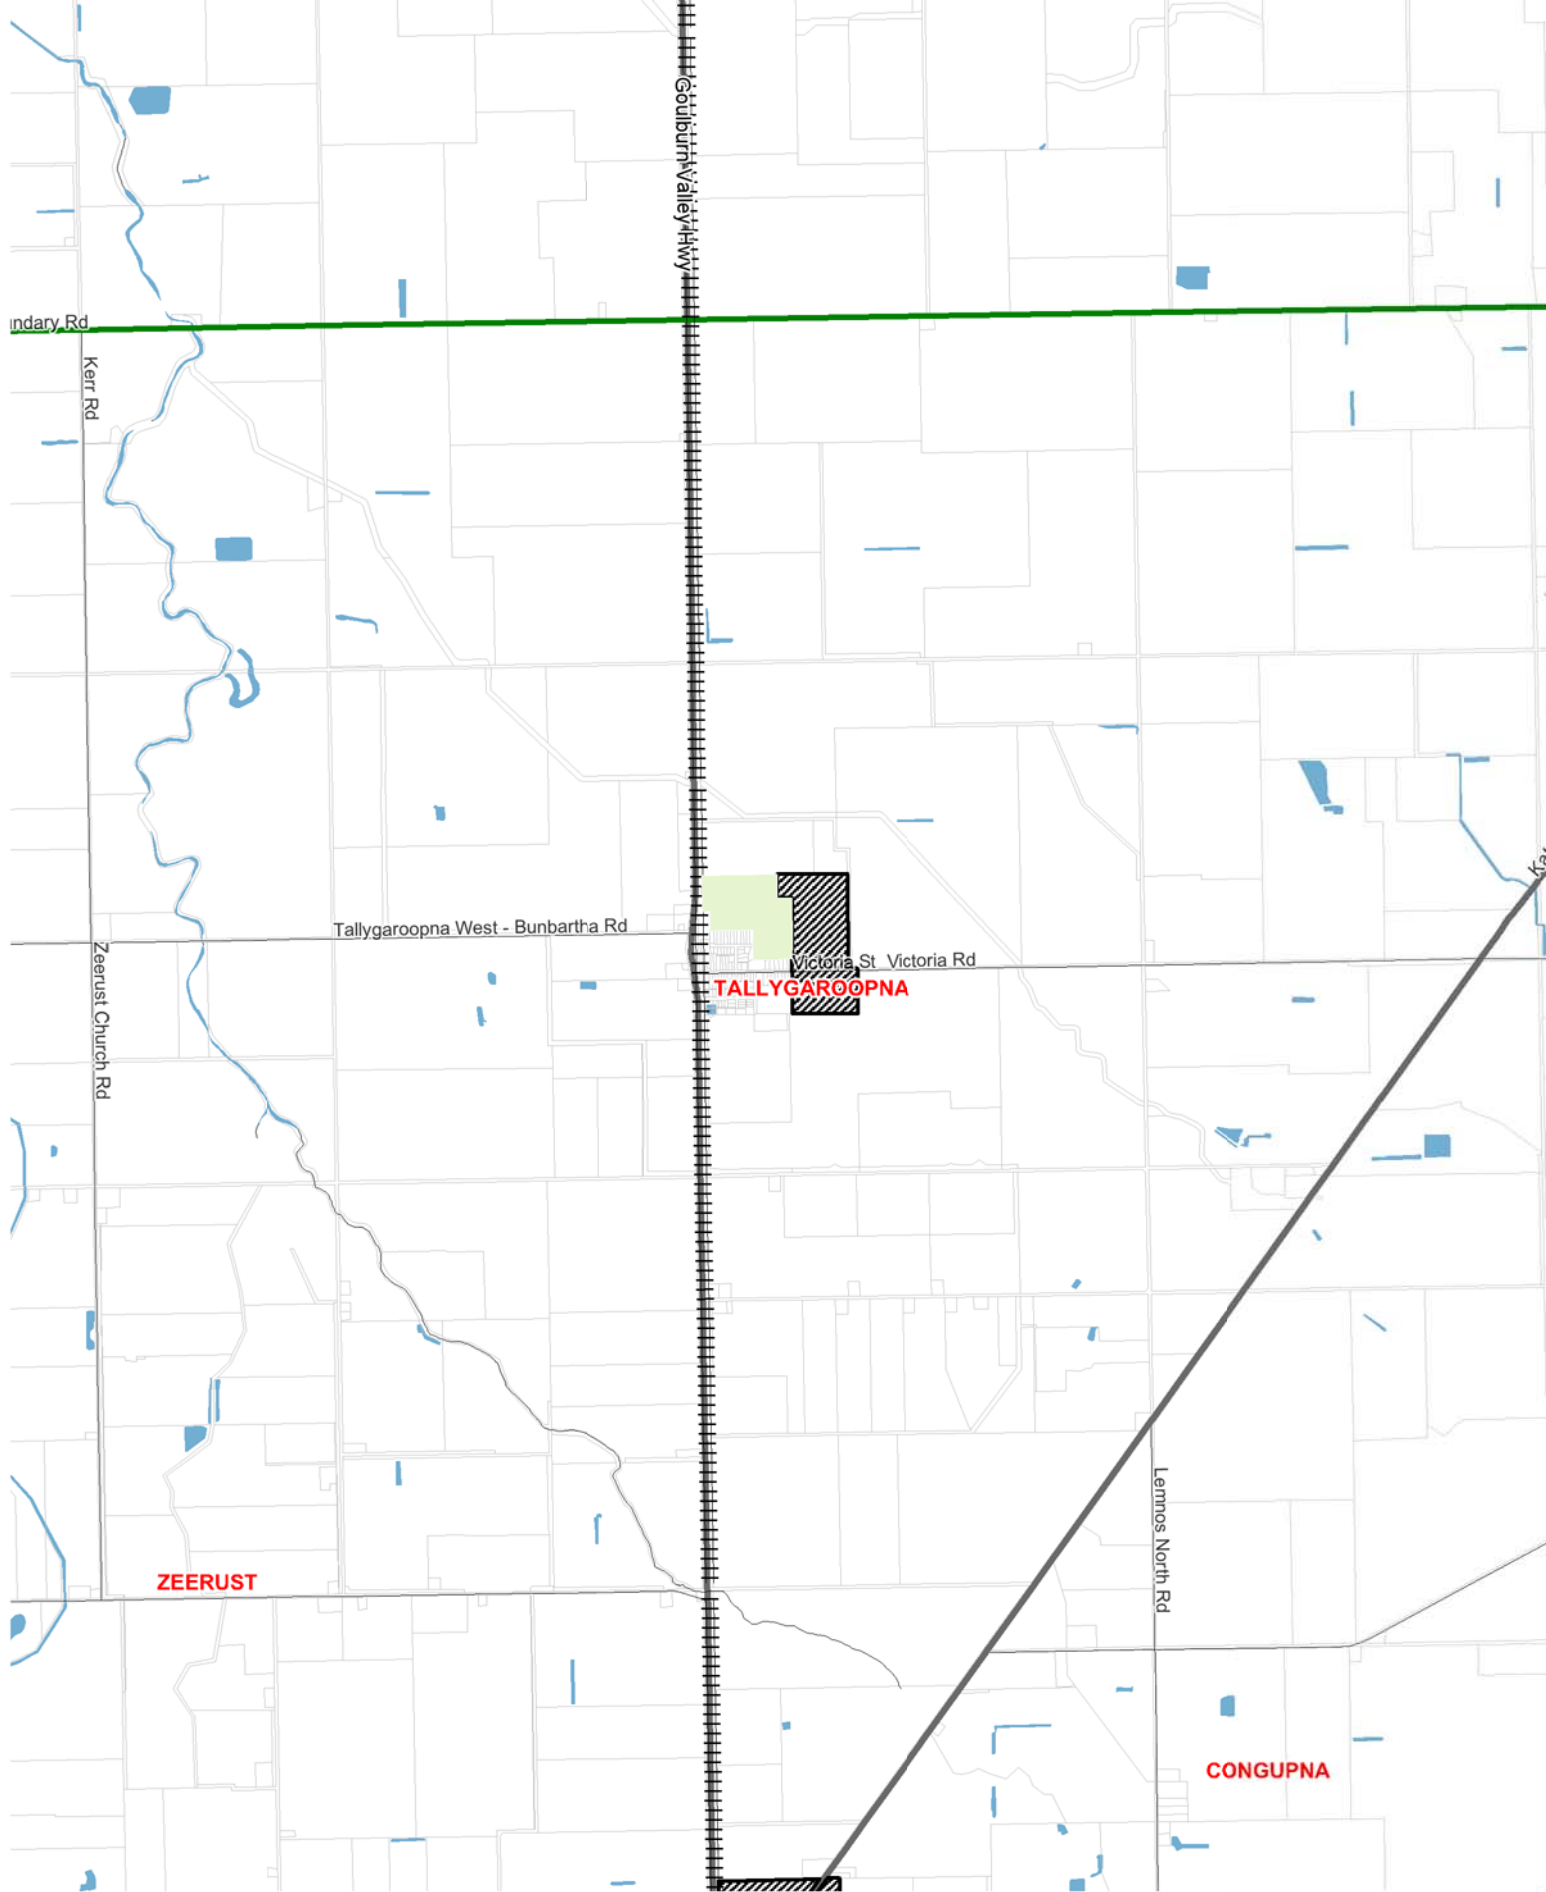 Goulburn Valley Hwy
ndary Rd
Kerr Rd
Tallygaroopna West - Bunbartha Rd
Victoria St
Victoria Rd
TALLYGAROOPNA
Zeerust Church Rd
Lemnos North Rd
ZEERUST
CONGUPNA